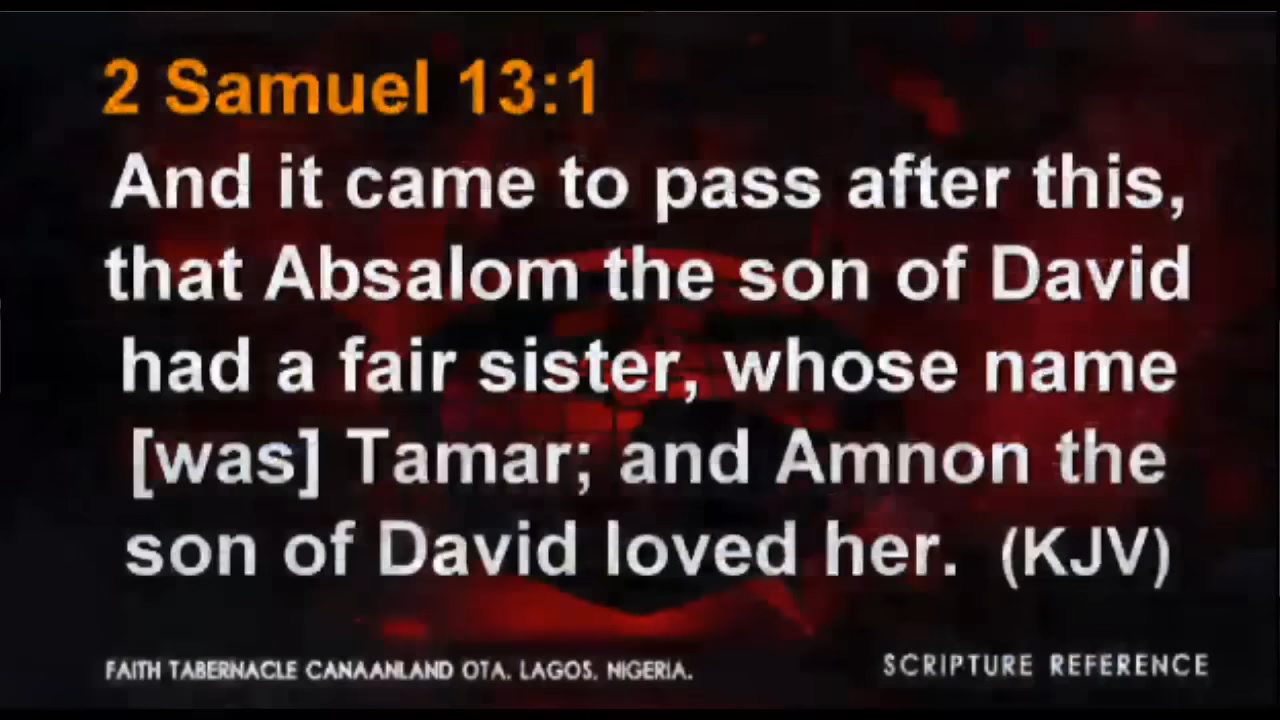 2 Samuel 13:1
And it came to pass after this,
that Absalom the son of David
had a fair sister, whose name
[was] Tamar; and Amnon the
son of David loved her. (KJV)
FAITH TABERNACLE CANAANLAND OTA. LAGOS. NIGERIA.
SCRIPTURE REFERENCE